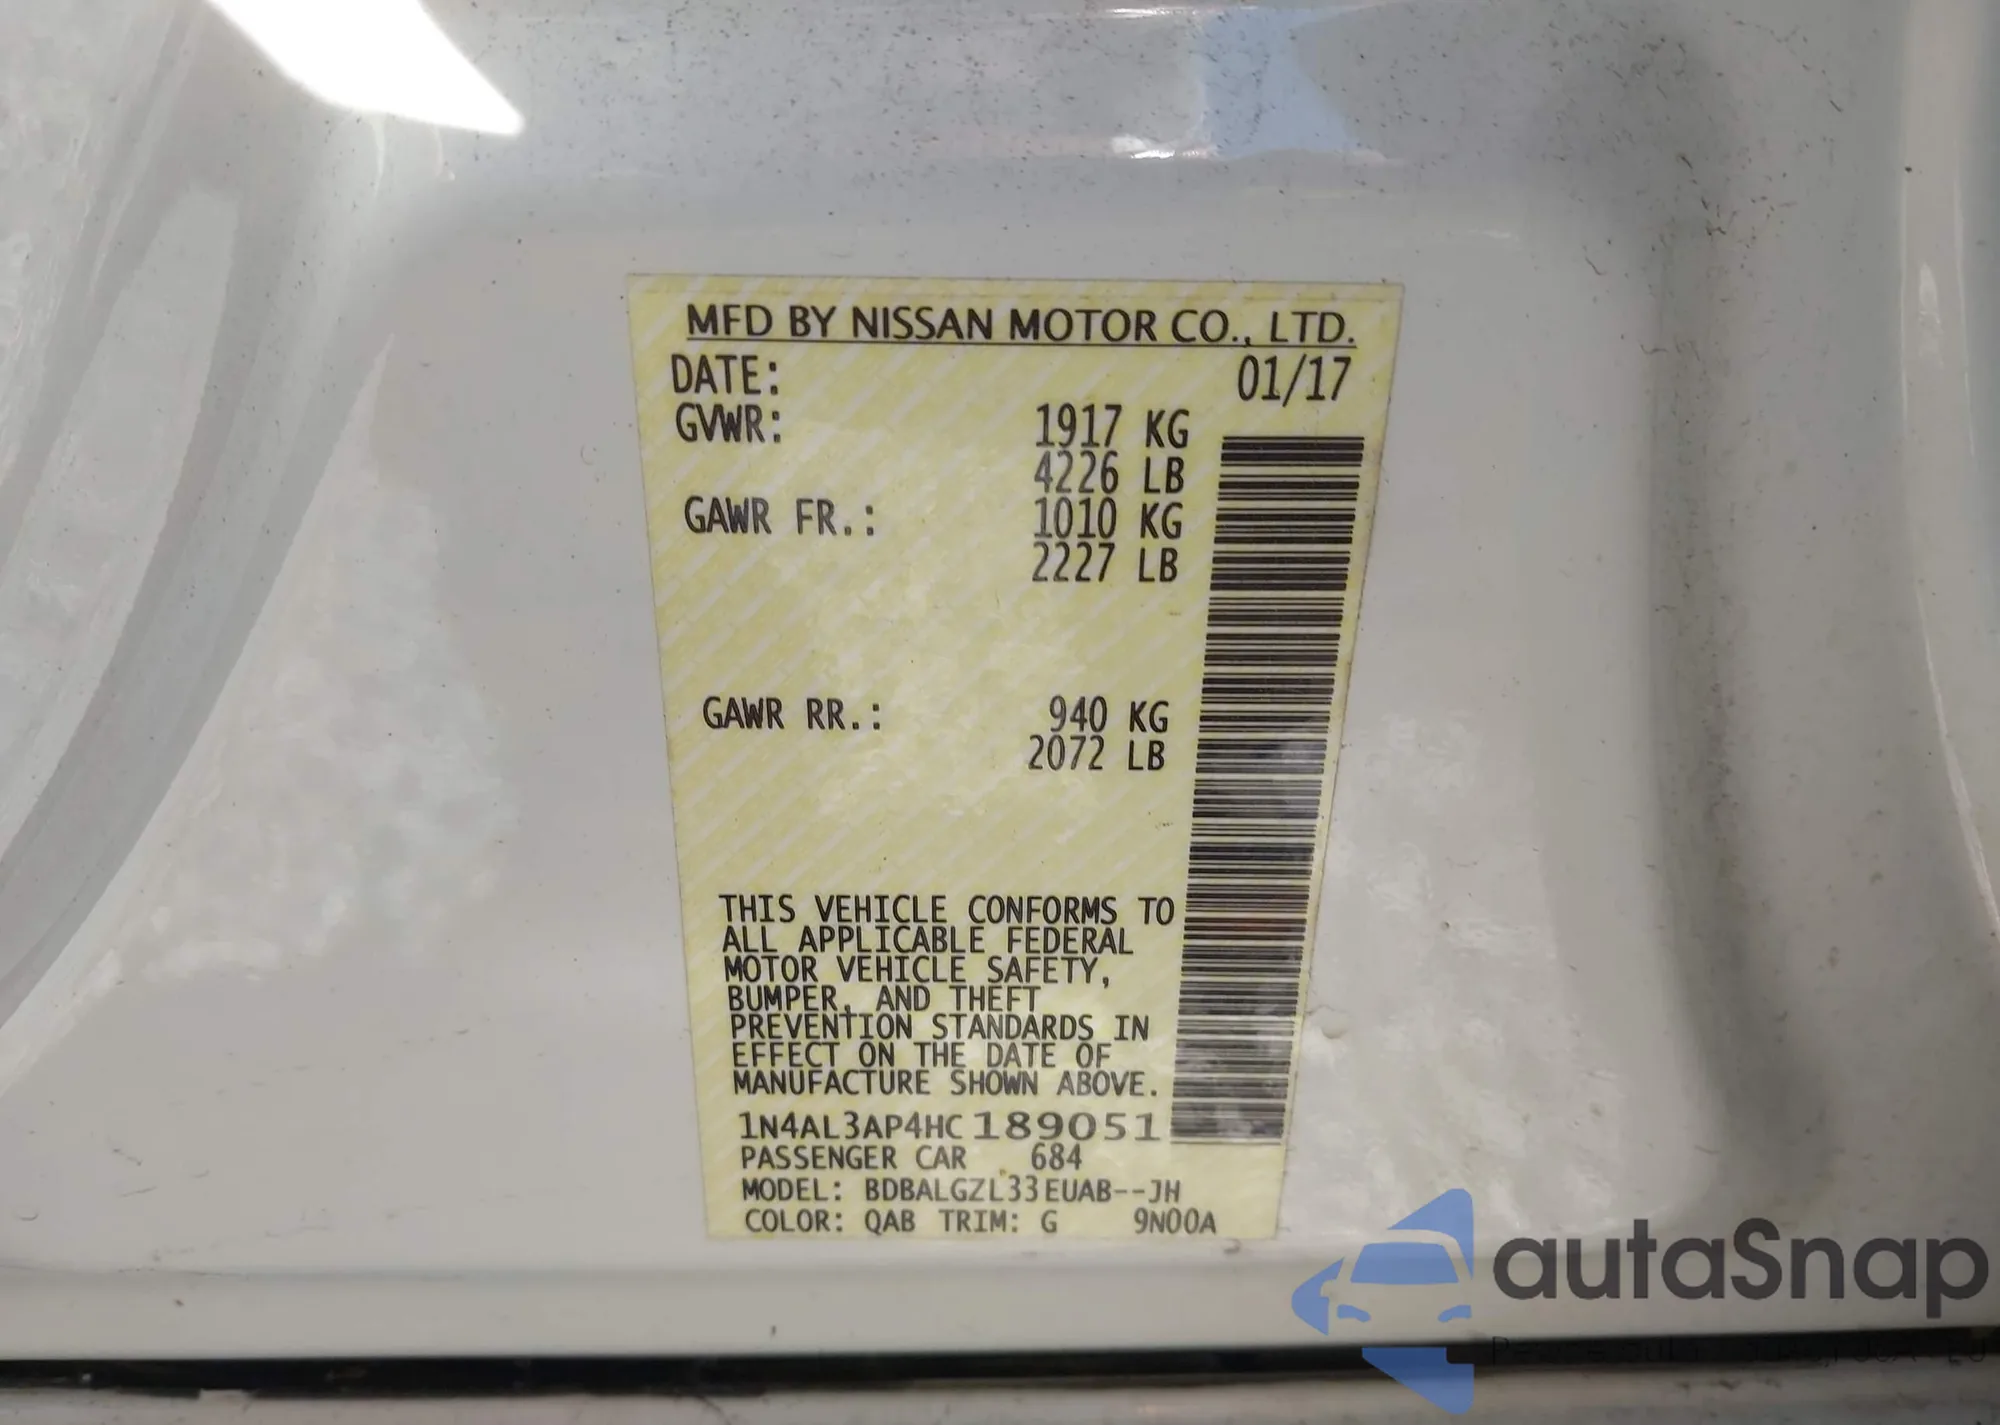 MFD BY NISSAN MOTOR CO., LTD.
DATE: 01/17
GVWR: 1917 KG
4226 LB
GAWR FR.: 1010 KG
2227 LB
GAWR RR.: 940 KG
2072 LB
THIS VEHICLE CONFORMS TO
ALL APPLICABLE FEDERAL
MOTOR VEHICLE SAFETY,
BUMPER, AND THEFT
PREVENTION STANDARDS IN
EFFECT ON THE DATE OF
MANUFACTURE SHOWN ABOVE.
1N4AL3AP4HC189051
PASSENGER CAR 684
MODEL: BDBALGZL33EUAB--JH
COLOR: QAB TRIM: G 9N00A
autaSnap